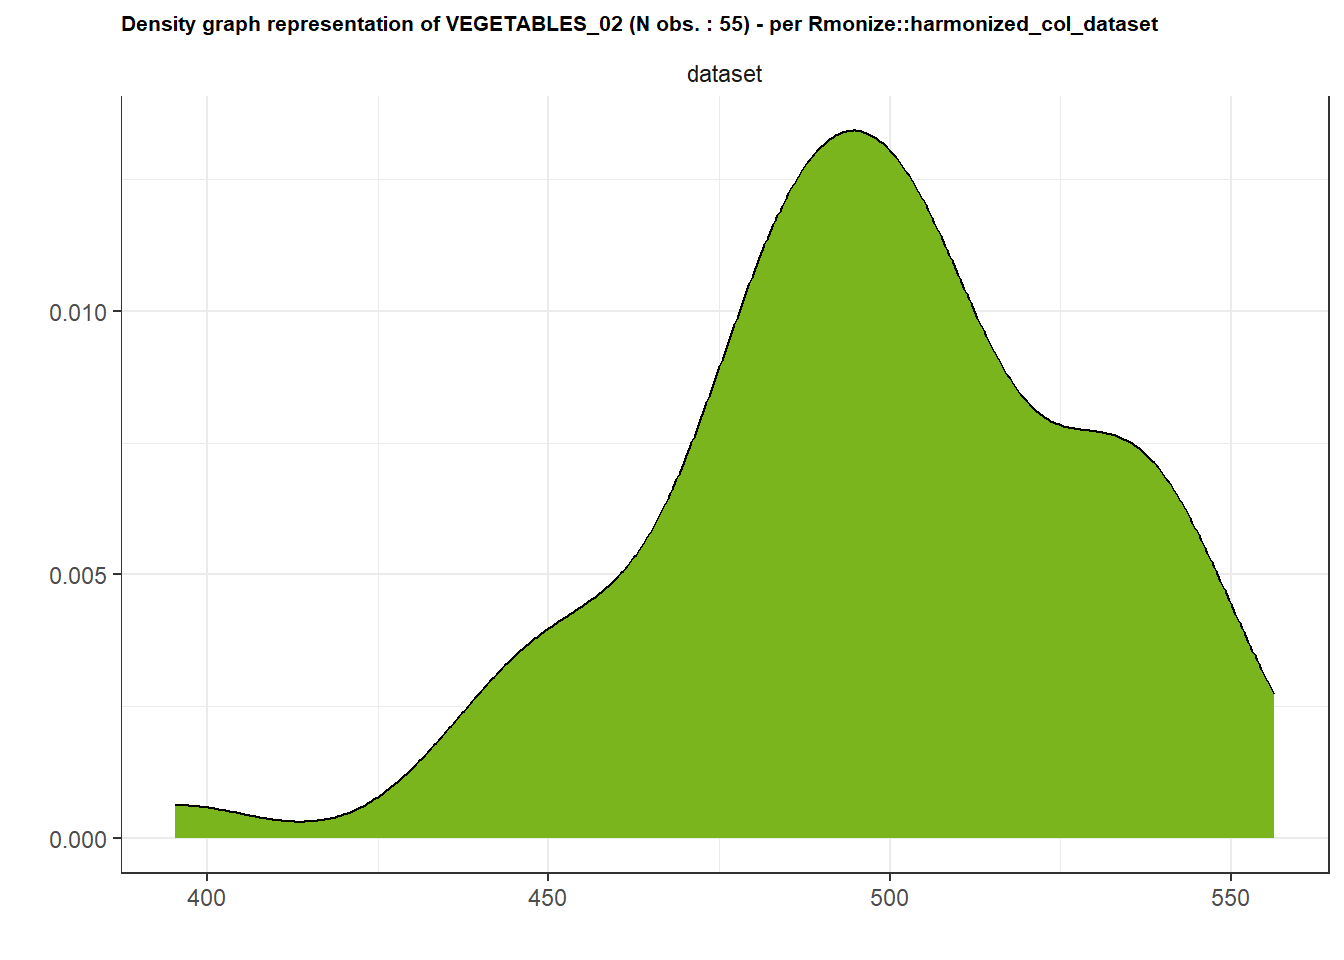 Density graph representation of VEGETABLES_02 (N obs. : 55) - per Rmonize::harmonized_col_dataset
dataset
0.010
0.005
0.000
400 450 500 550